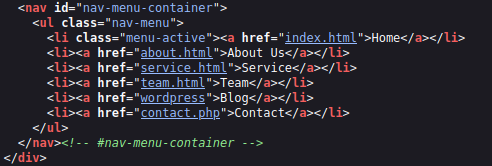 <nav id="nav-menu-container">
<ul class="nav-menu">
<li class="menu-active"><a href="index.html">Home</a></li>
<li><a href="about.html">About Us</a></li>
<li><a href="service.html">Service</a></li>
<li><a href="team.html">Team</a></li>
<li><a href="wordpress">Blog</a></li>
<li><a href="contact.php">Contact</a></li>
</ul>
</nav><!-- #nav-menu-container -->
</div>